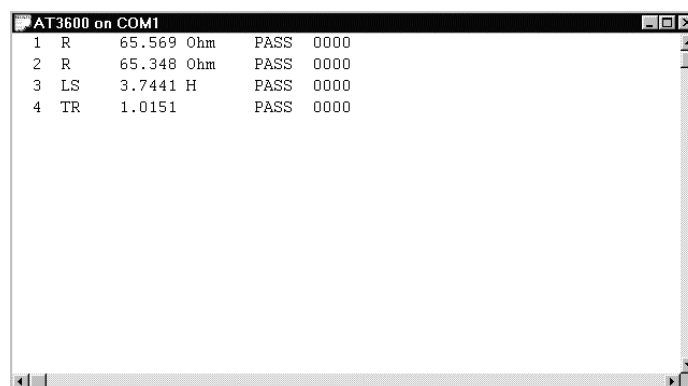 AT3600 on COM1
1 R 65.569 Ohm PASS 0000
2 R 65.348 Ohm PASS 0000
3 LS 3.7441 H PASS 0000
4 TR 1.0151 PASS 0000